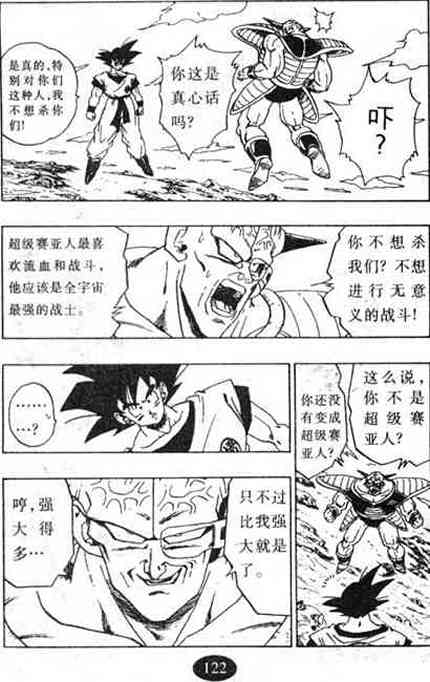 吓?
你这是
真心话
吗?
是真的,特
别对你们
这种人,我
不想杀你
们!
你不想杀
我们?不想
进行无意
义的战斗!
超级赛亚人最喜
欢流血和战斗,
他应该是全宇宙
最强的战士。
这么说,
你不是
超级赛
亚人?
你还没
有变成
超级赛
亚人?
……
…?
只不过
比我强
大就是
了。
哼,强
大得
多…
122